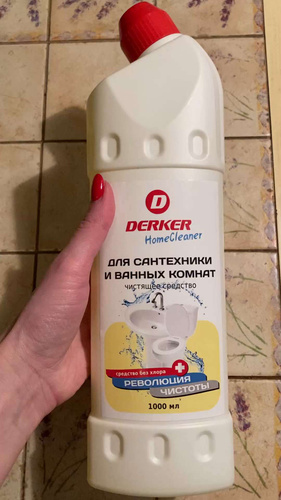 D
DERKER
HomeCleaner
ДЛЯ САНТЕХНИКИ
И ВАННЫХ КОМНАТ
чистящее средство
средство без хлора
РЕВОЛЮЦИЯ
ЧИСТОТЫ
1000 мл